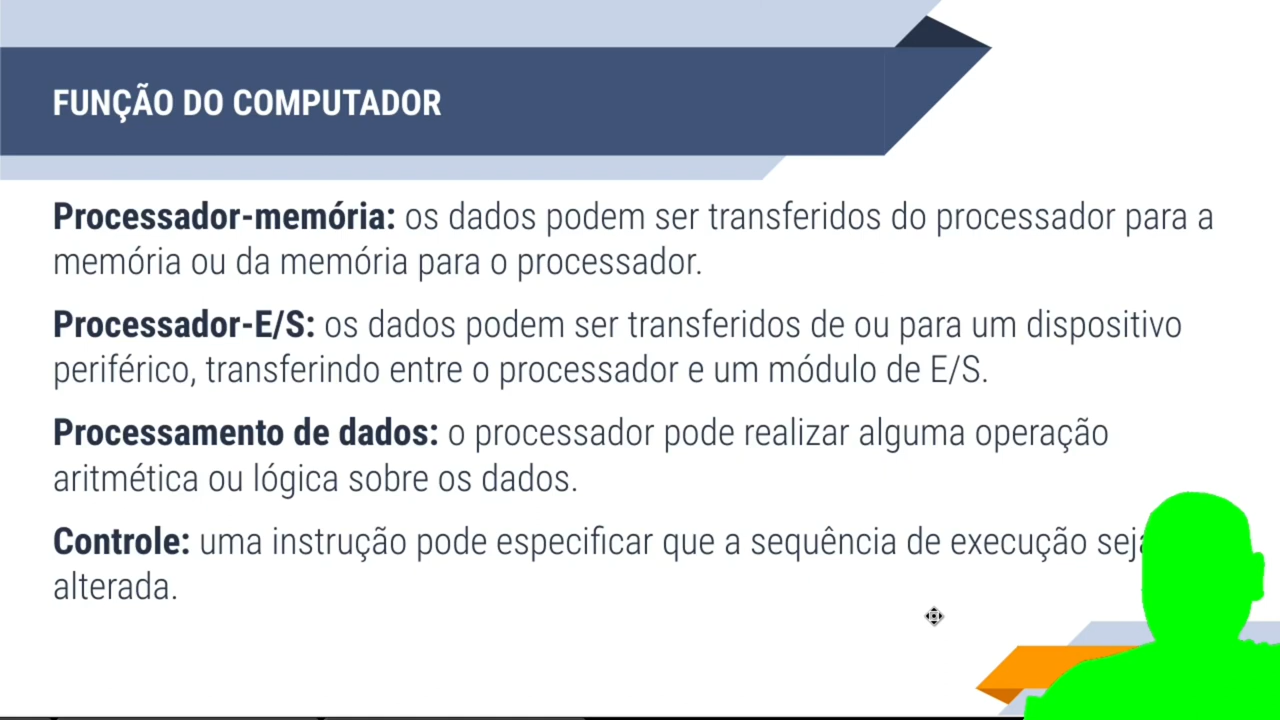 FUNÇÃO DO COMPUTADOR
Processador-memória: os dados podem ser transferidos do processador para a
memória ou da memória para o processador.
Processador-E/S: os dados podem ser transferidos de ou para um dispositivo
periférico, transferindo entre o processador e um módulo de E/S.
Processamento de dados: o processador pode realizar alguma operação
aritmética ou lógica sobre os dados.
Controle: uma instrução pode especificar que a sequência de execução seja
alterada.